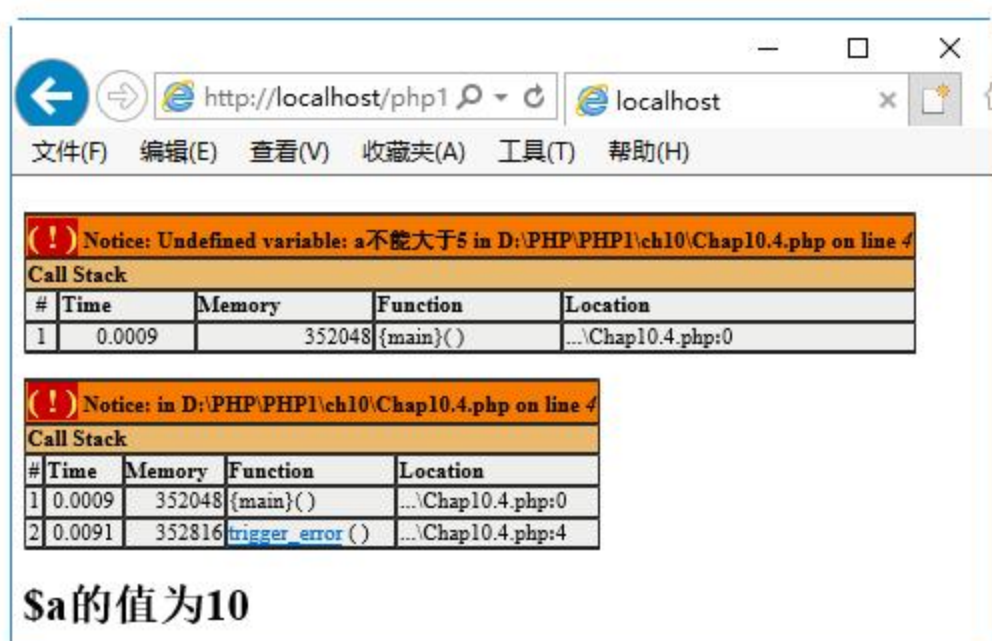 http://localhost/php1
localhost
文件(F) 编辑(E) 查看(V) 收藏夹(A) 工具(T) 帮助(H)
( ! ) Notice: Undefined variable: a不能大于5 in D:\PHP\PHP1\ch10\Chap10.4.php on line 4
Call Stack
# Time Memory Function Location
1 0.0009 352048 {main}( ) ...\Chap10.4.php:0
( ! ) Notice: in D:\PHP\PHP1\ch10\Chap10.4.php on line 4
Call Stack
# Time Memory Function Location
1 0.0009 352048 {main}( ) ...\Chap10.4.php:0
2 0.0091 352816 trigger_error ( ) ...\Chap10.4.php:4
$a的值为10